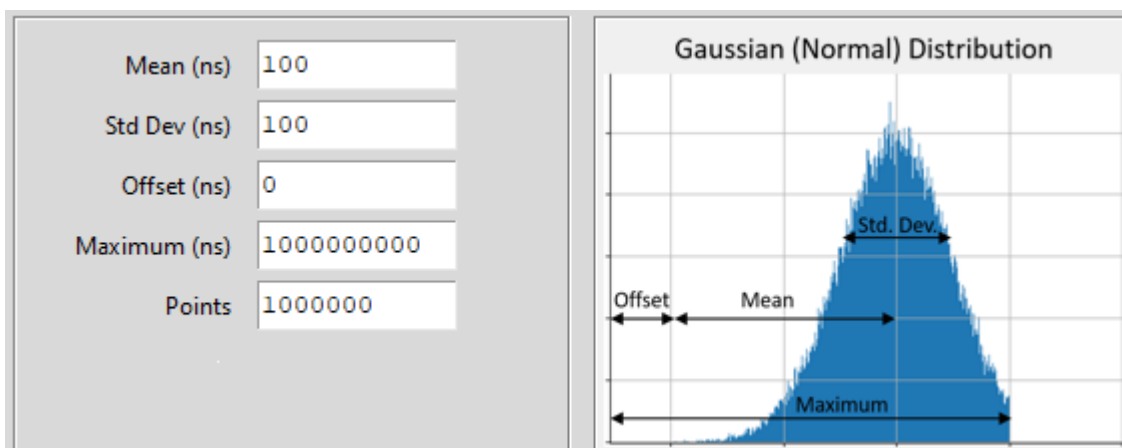 Mean (ns) 100
Std Dev (ns) 100
Offset (ns) 0
Maximum (ns) 1000000000
Points 1000000
Gaussian (Normal) Distribution
Std. Dev.
Offset Mean
Maximum